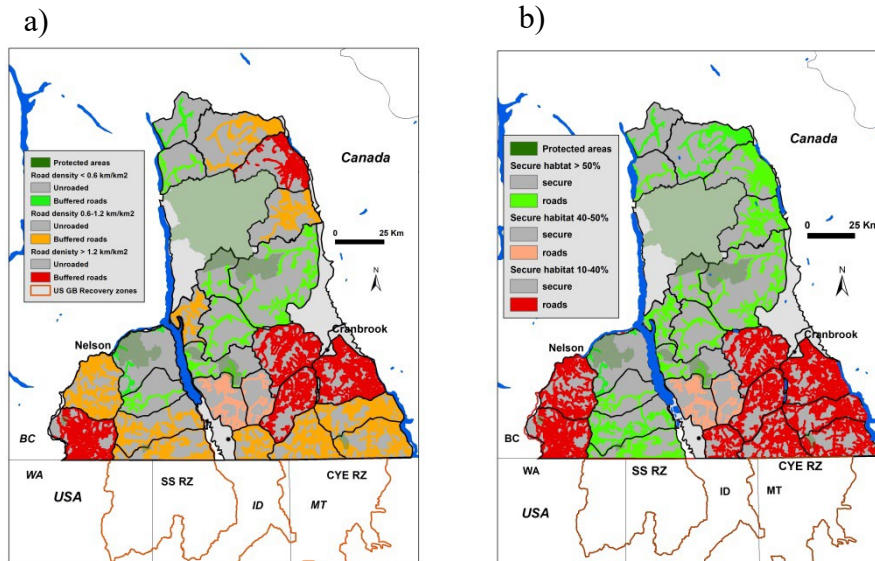 a)
Protected areas
Road density < 0.6 km/km2
Unroaded
Buffered roads
Road density 0.6-1.2 km/km2
Unroaded
Buffered roads
Road density > 1.2 km/km2
Unroaded
Buffered roads
US GB Recovery zones
Canada
0 25 Km
N
Nelson
Cranbrook
BC
WA
USA
SS RZ
ID
MT
CYE RZ
b)
Protected areas
Secure habtat > 50%
secure
roads
Secure habitat 40-50%
secure
roads
Secure habitat 10-40%
secure
roads
Canada
0 25 Km
N
Nelson
Cranbrook
BC
WA
USA
SS RZ
ID
MT
CYE RZ